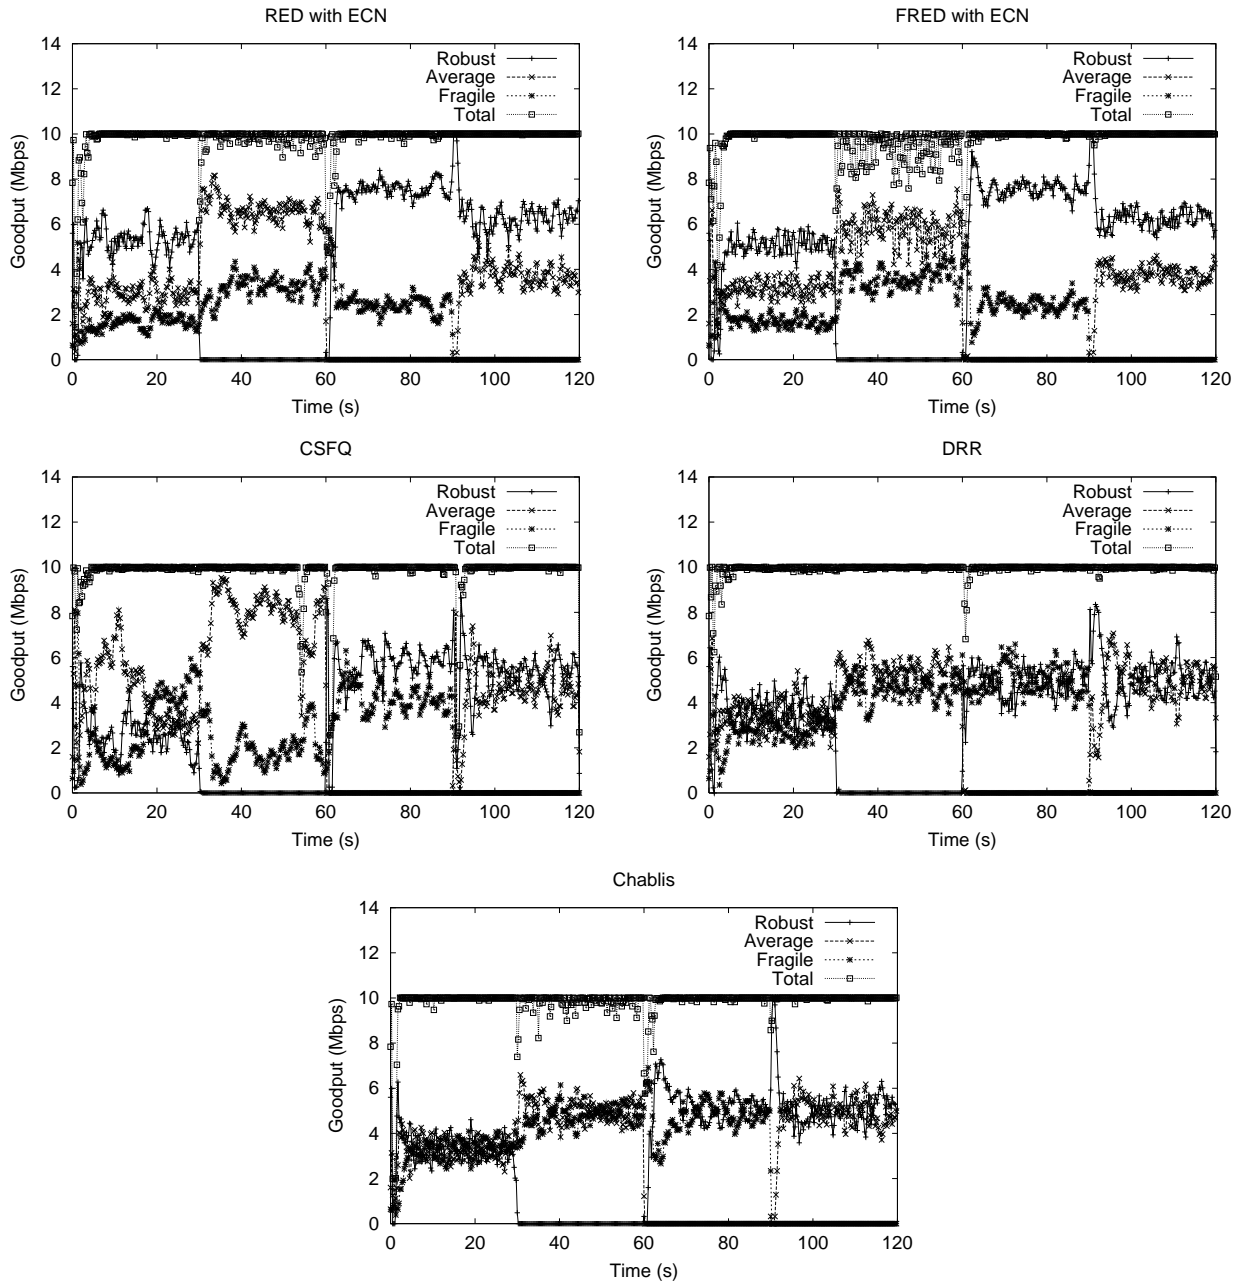 RED with ECN
14
12
10
8
6
4
2
0
Goodput (Mbps)
Robust
Average
Fragile
Total
0 20 40 60 80 100 120
Time (s)
FRED with ECN
14
12
10
8
6
4
2
0
Goodput (Mbps)
Robust
Average
Fragile
Total
0 20 40 60 80 100 120
Time (s)
CSFQ
14
12
10
8
6
4
2
0
Goodput (Mbps)
Robust
Average
Fragile
Total
0 20 40 60 80 100 120
Time (s)
DRR
14
12
10
8
6
4
2
0
Goodput (Mbps)
Robust
Average
Fragile
Total
0 20 40 60 80 100 120
Time (s)
Chablis
14
12
10
8
6
4
2
0
Goodput (Mbps)
Robust
Average
Fragile
Total
0 20 40 60 80 100 120
Time (s)